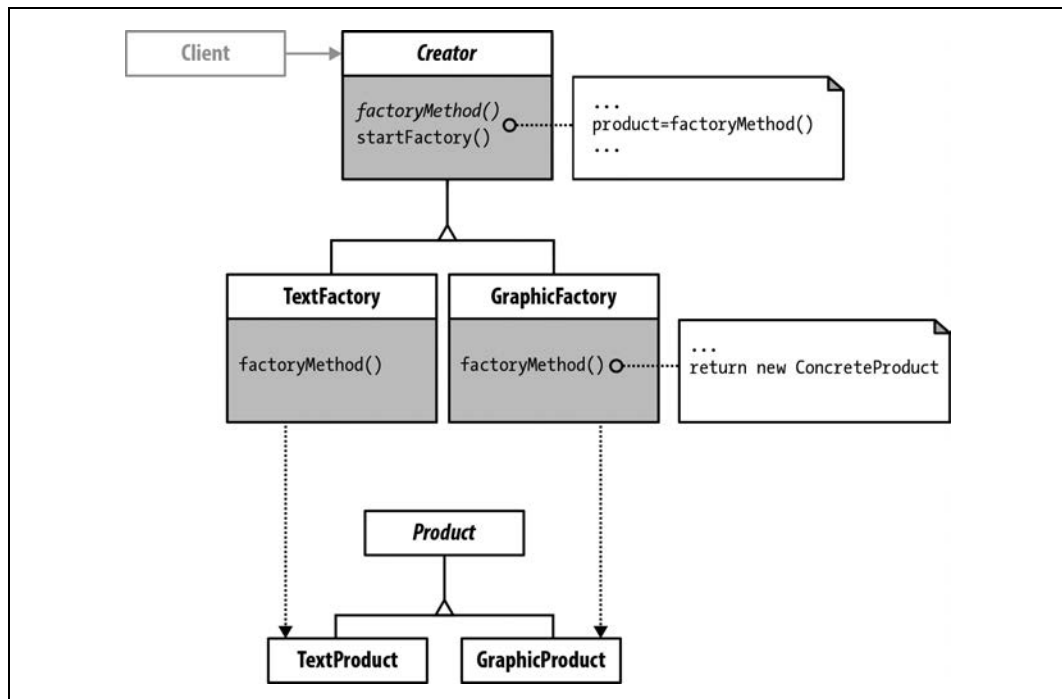 Client
Creator
factoryMethod()
startFactory()
...
product=factoryMethod()
...
TextFactory
factoryMethod()
GraphicFactory
factoryMethod()
...
return new ConcreteProduct
Product
TextProduct
GraphicProduct